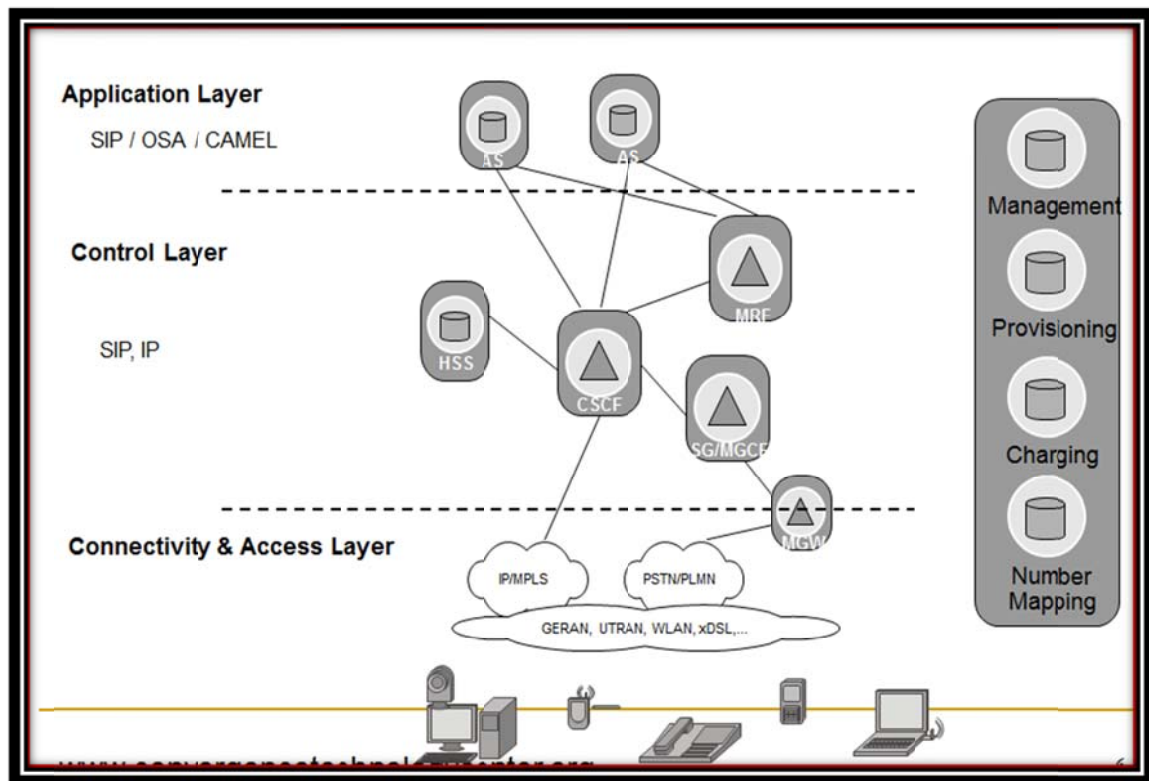 Application Layer
SIP / OSA / CAMEL
AS
AS
Control Layer
SIP, IP
HSS
CSCF
MRF
SG/MGCF
MGW
Connectivity & Access Layer
IP/MPLS
PSTN/PLMN
GERAN, UTRAN, WLAN, xDSL,...
Management
Provisioning
Charging
Number
Mapping
6